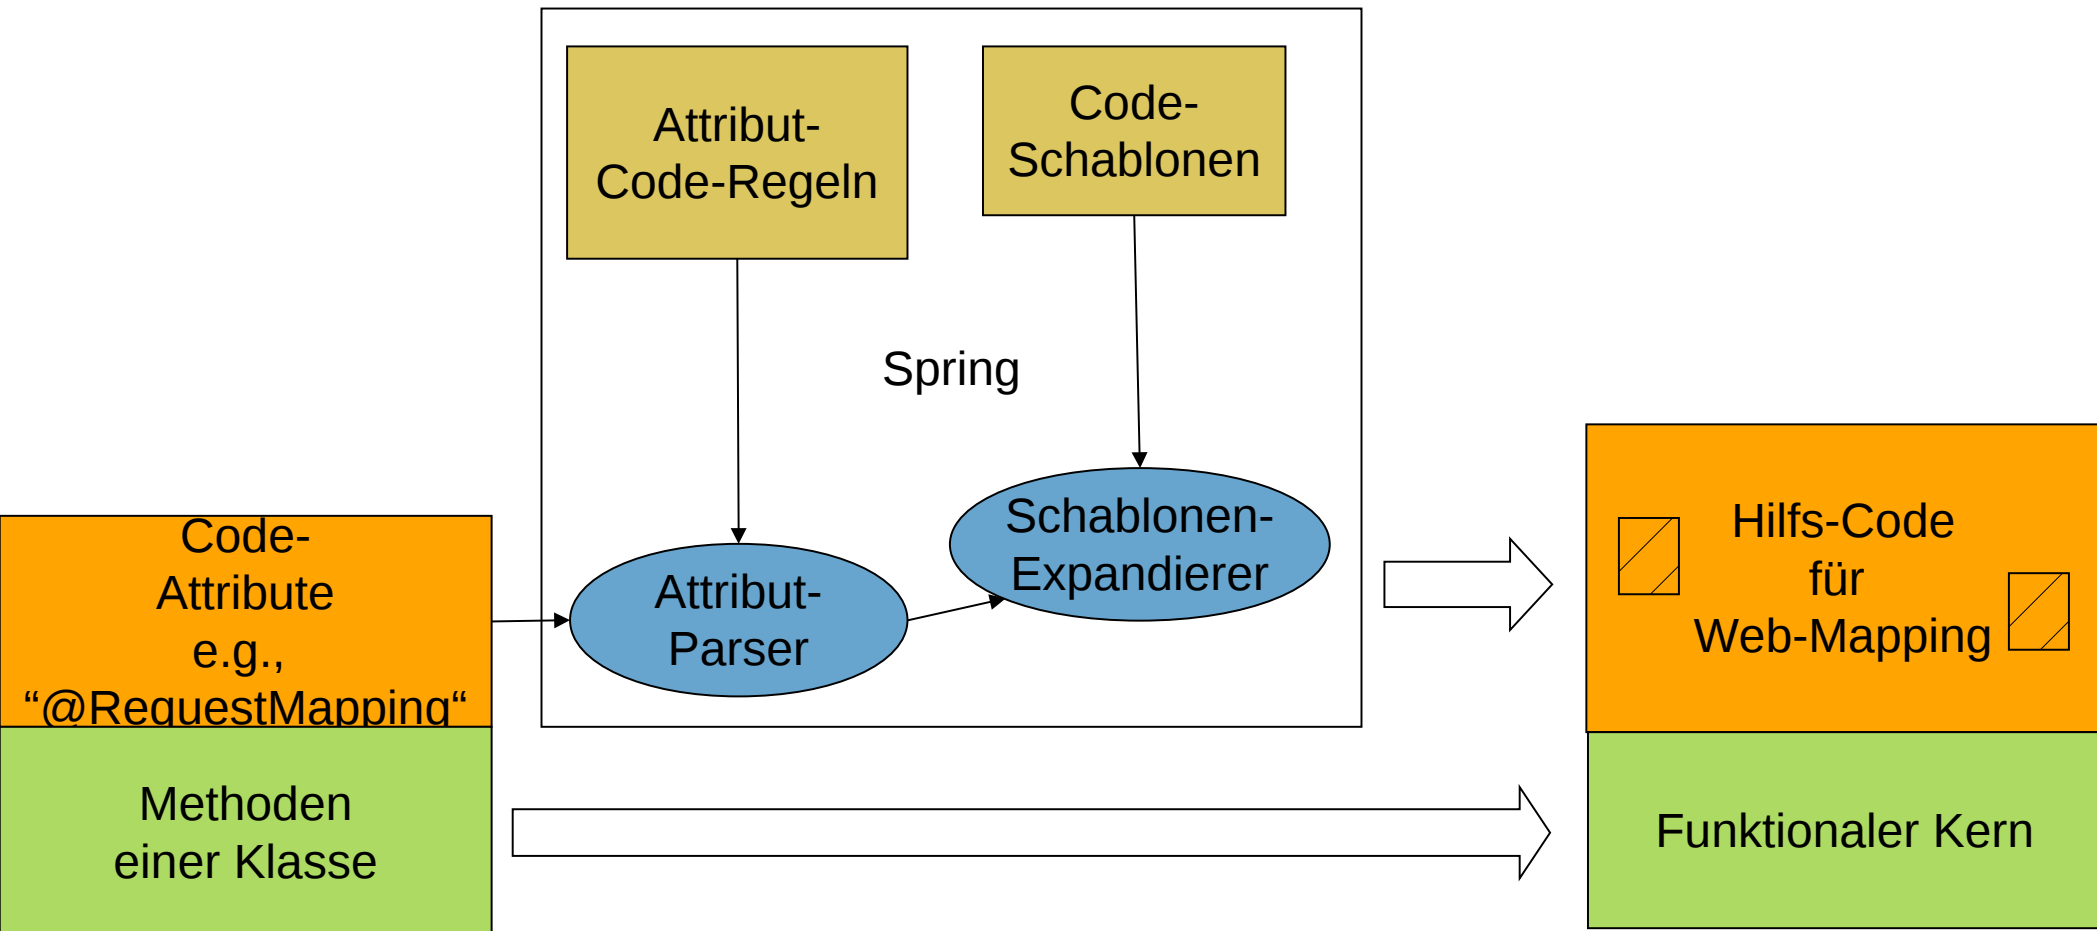 Attribut-
Code-Regeln
Code-
Schablonen
Spring
Schablonen-
Expandierer
Attribut-
Parser
Code-
Attribute
e.g.,
“@RequestMapping“
Methoden
einer Klasse
Hilfs-Code
für
Web-Mapping
Funktionaler Kern